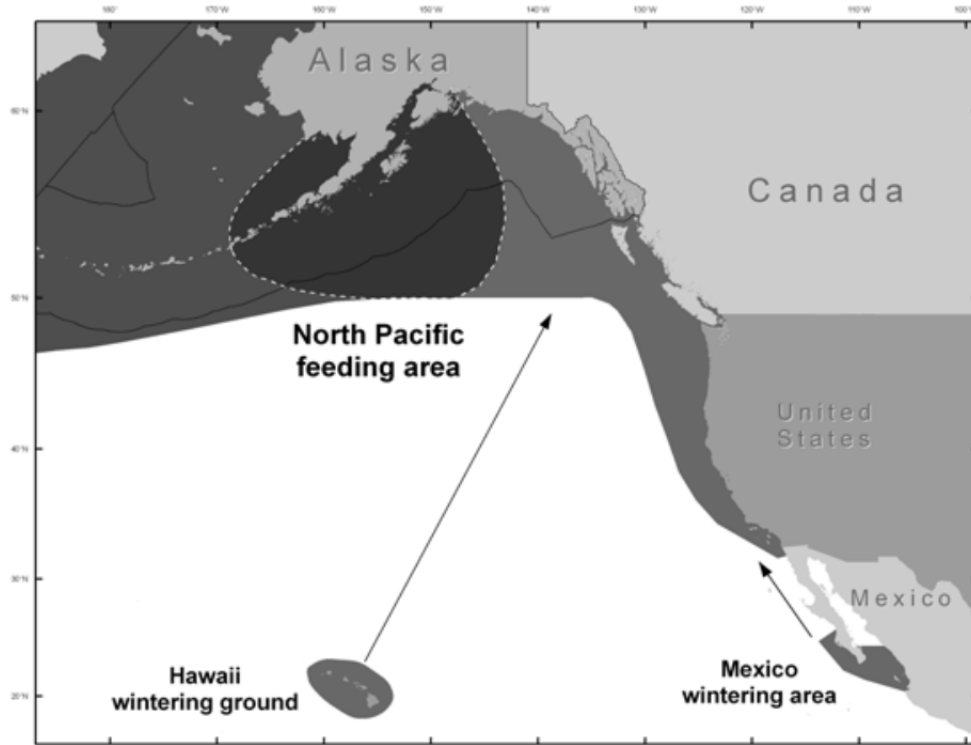 180°
170°W
160°W
150°W
140°W
130°W
120°W
110°W
100°W
Alaska
60°N
Canada
50°N
North Pacific
feeding area
United
States
40°N
30°N
Mexico
Hawaii
wintering ground
Mexico
wintering area
20°N